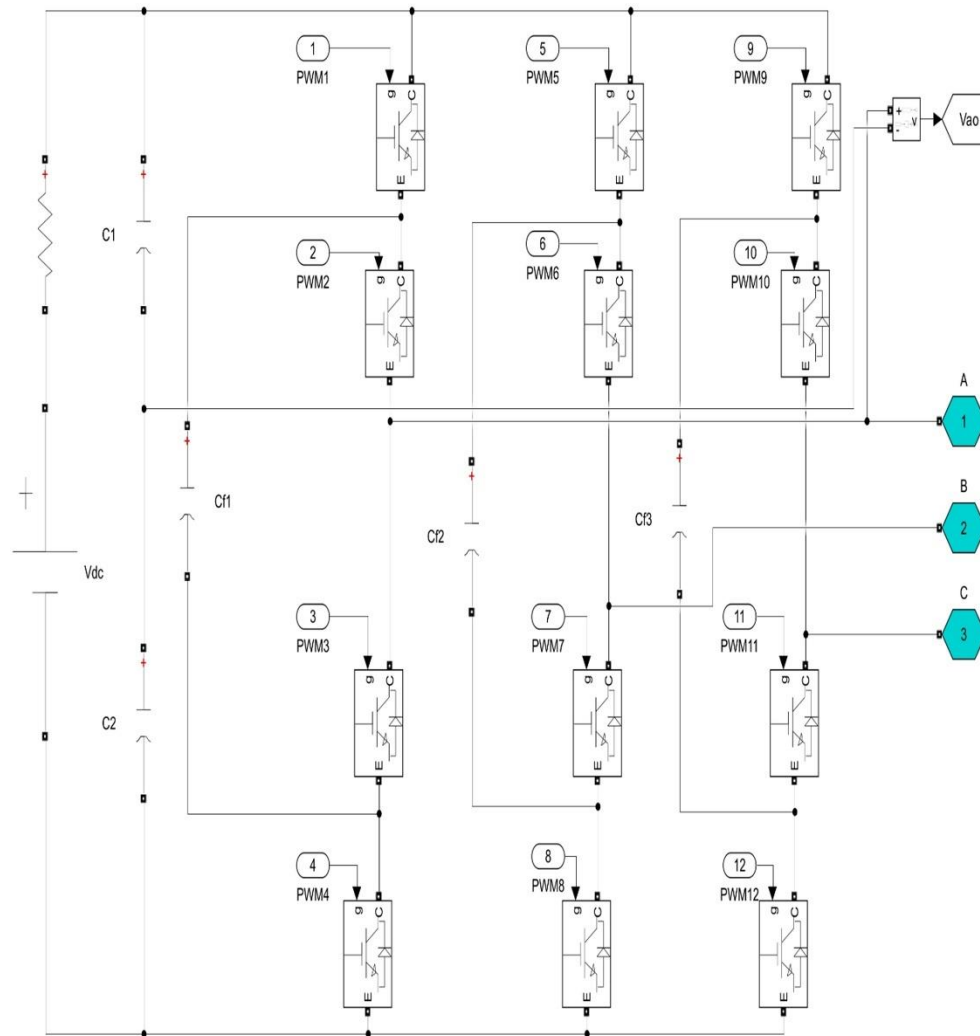 1
PWM1
5
PWM5
9
PWM9
g
C
E
g
C
E
g
C
E
+
-
v
Vao
+
+
C1
2
PWM2
6
PWM6
10
PWM10
g
C
E
g
C
E
g
C
E
A
1
+
Cf1
+
Cf2
+
Cf3
B
2
+
Vdc
C
3
3
PWM3
7
PWM7
11
PWM11
+
C2
g
C
E
g
C
E
g
C
E
4
PWM4
8
PWM8
12
PWM12
g
C
E
g
C
E
g
C
E